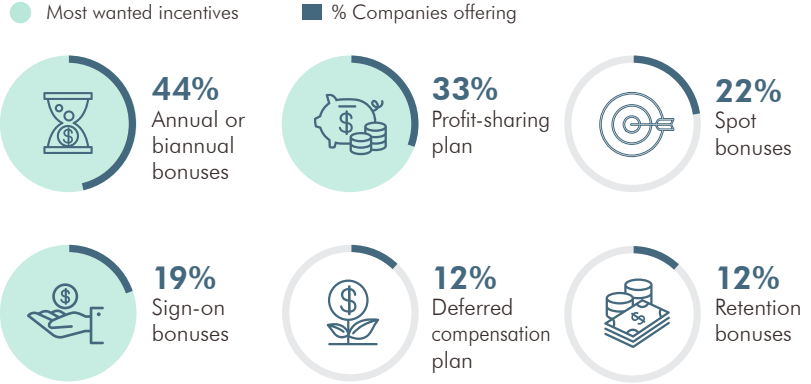 Most wanted incentives
% Companies offering
44%
Annual or
biannual
bonuses
33%
Profit-sharing
plan
22%
Spot
bonuses
19%
Sign-on
bonuses
12%
Deferred
compensation
plan
12%
Retention
bonuses
$
$
$
$
$